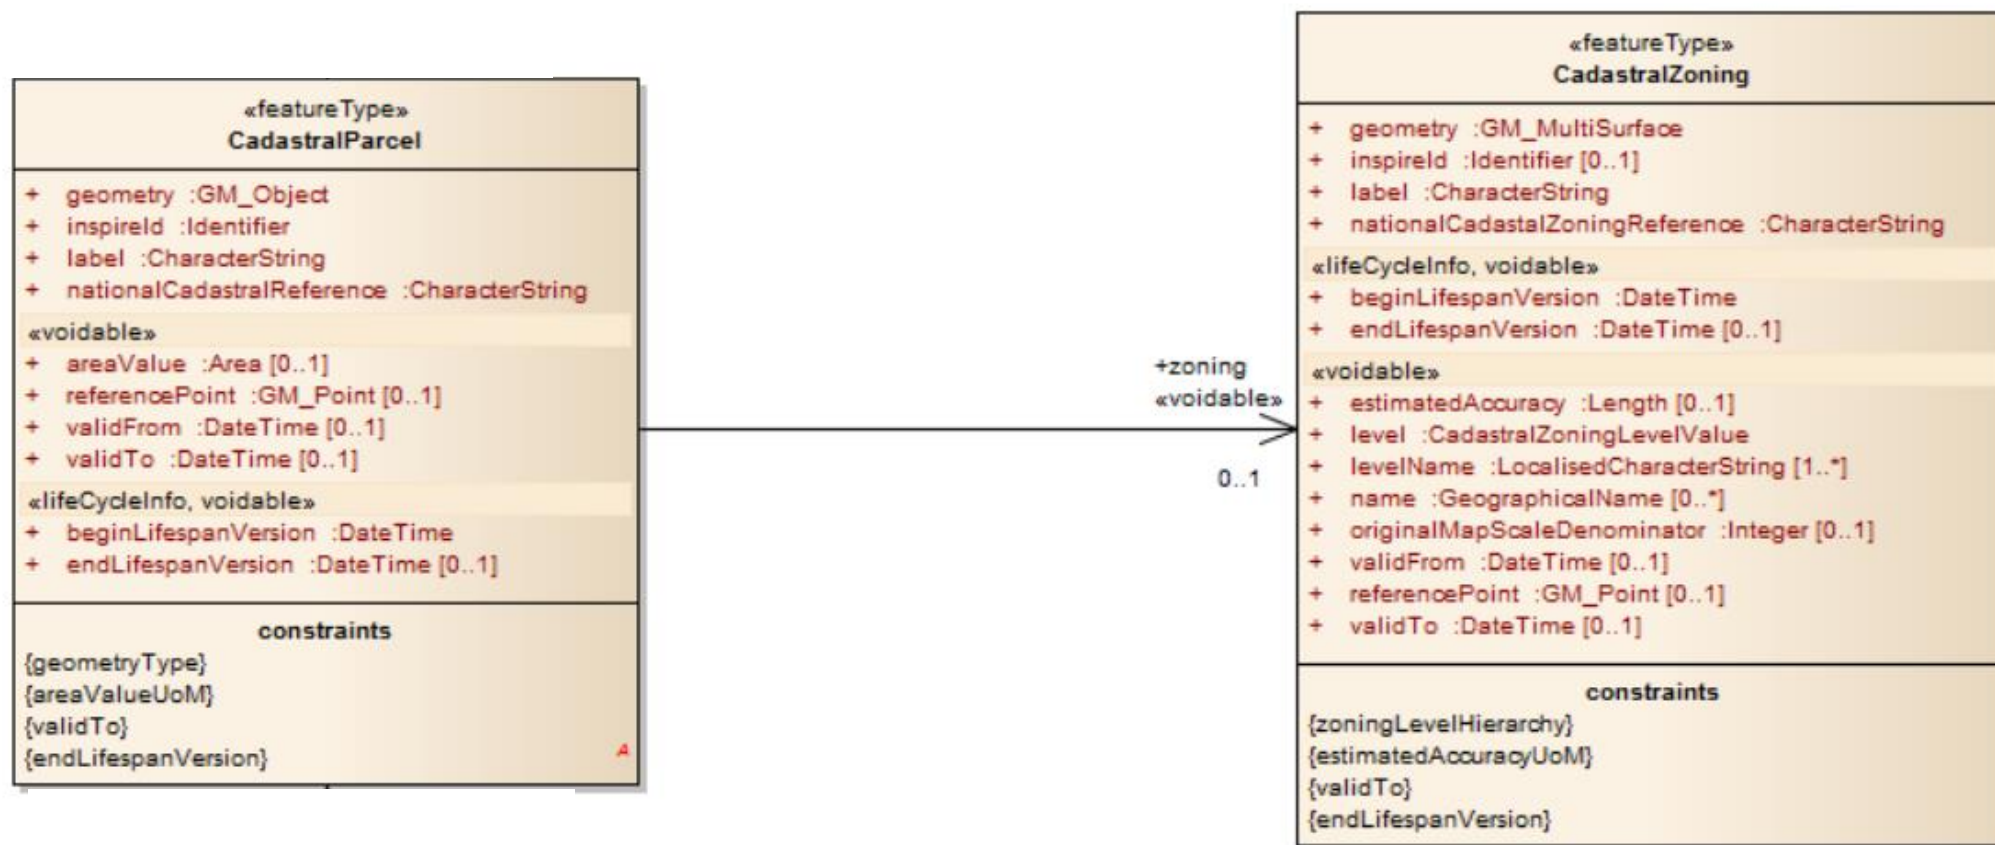 «featureType»
CadastralParcel
+ geometry :GM_Object
+ inspireId :Identifier
+ label :CharacterString
+ nationalCadastralReference :CharacterString
«voidable»
+ areaValue :Area [0..1]
+ referencePoint :GM_Point [0..1]
+ validFrom :DateTime [0..1]
+ validTo :DateTime [0..1]
«lifeCycleInfo, voidable»
+ beginLifespanVersion :DateTime
+ endLifespanVersion :DateTime [0..1]
constraints
{geometryType}
{areaValueUoM}
{validTo}
{endLifespanVersion}
A
+zoning
«voidable»
0..1
«featureType»
CadastralZoning
+ geometry :GM_MultiSurface
+ inspireId :Identifier [0..1]
+ label :CharacterString
+ nationalCadastalZoningReference :CharacterString
«lifeCycleInfo, voidable»
+ beginLifespanVersion :DateTime
+ endLifespanVersion :DateTime [0..1]
«voidable»
+ estimatedAccuracy :Length [0..1]
+ level :CadastralZoningLevelValue
+ levelName :LocalisedCharacterString [1..*]
+ name :GeographicalName [0..*]
+ originalMapScaleDenominator :Integer [0..1]
+ validFrom :DateTime [0..1]
+ referencePoint :GM_Point [0..1]
+ validTo :DateTime [0..1]
constraints
{zoningLevelHierarchy}
{estimatedAccuracyUoM}
{validTo}
{endLifespanVersion}